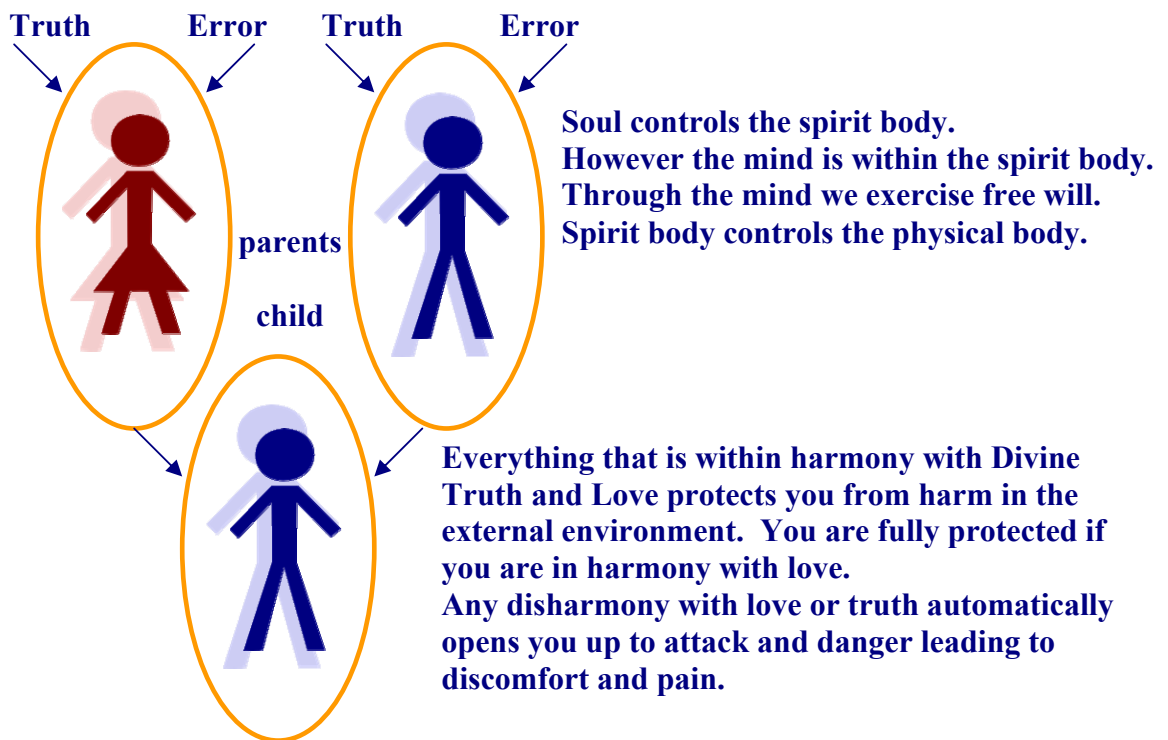 Truth Error Truth Error
Soul controls the spirit body.
However the mind is within the spirit body.
Through the mind we exercise free will.
Spirit body controls the physical body.
parents
child
Everything that is within harmony with Divine
Truth and Love protects you from harm in the
external environment.  You are fully protected if
you are in harmony with love.
Any disharmony with love or truth automatically
opens you up to attack and danger leading to
discomfort and pain.